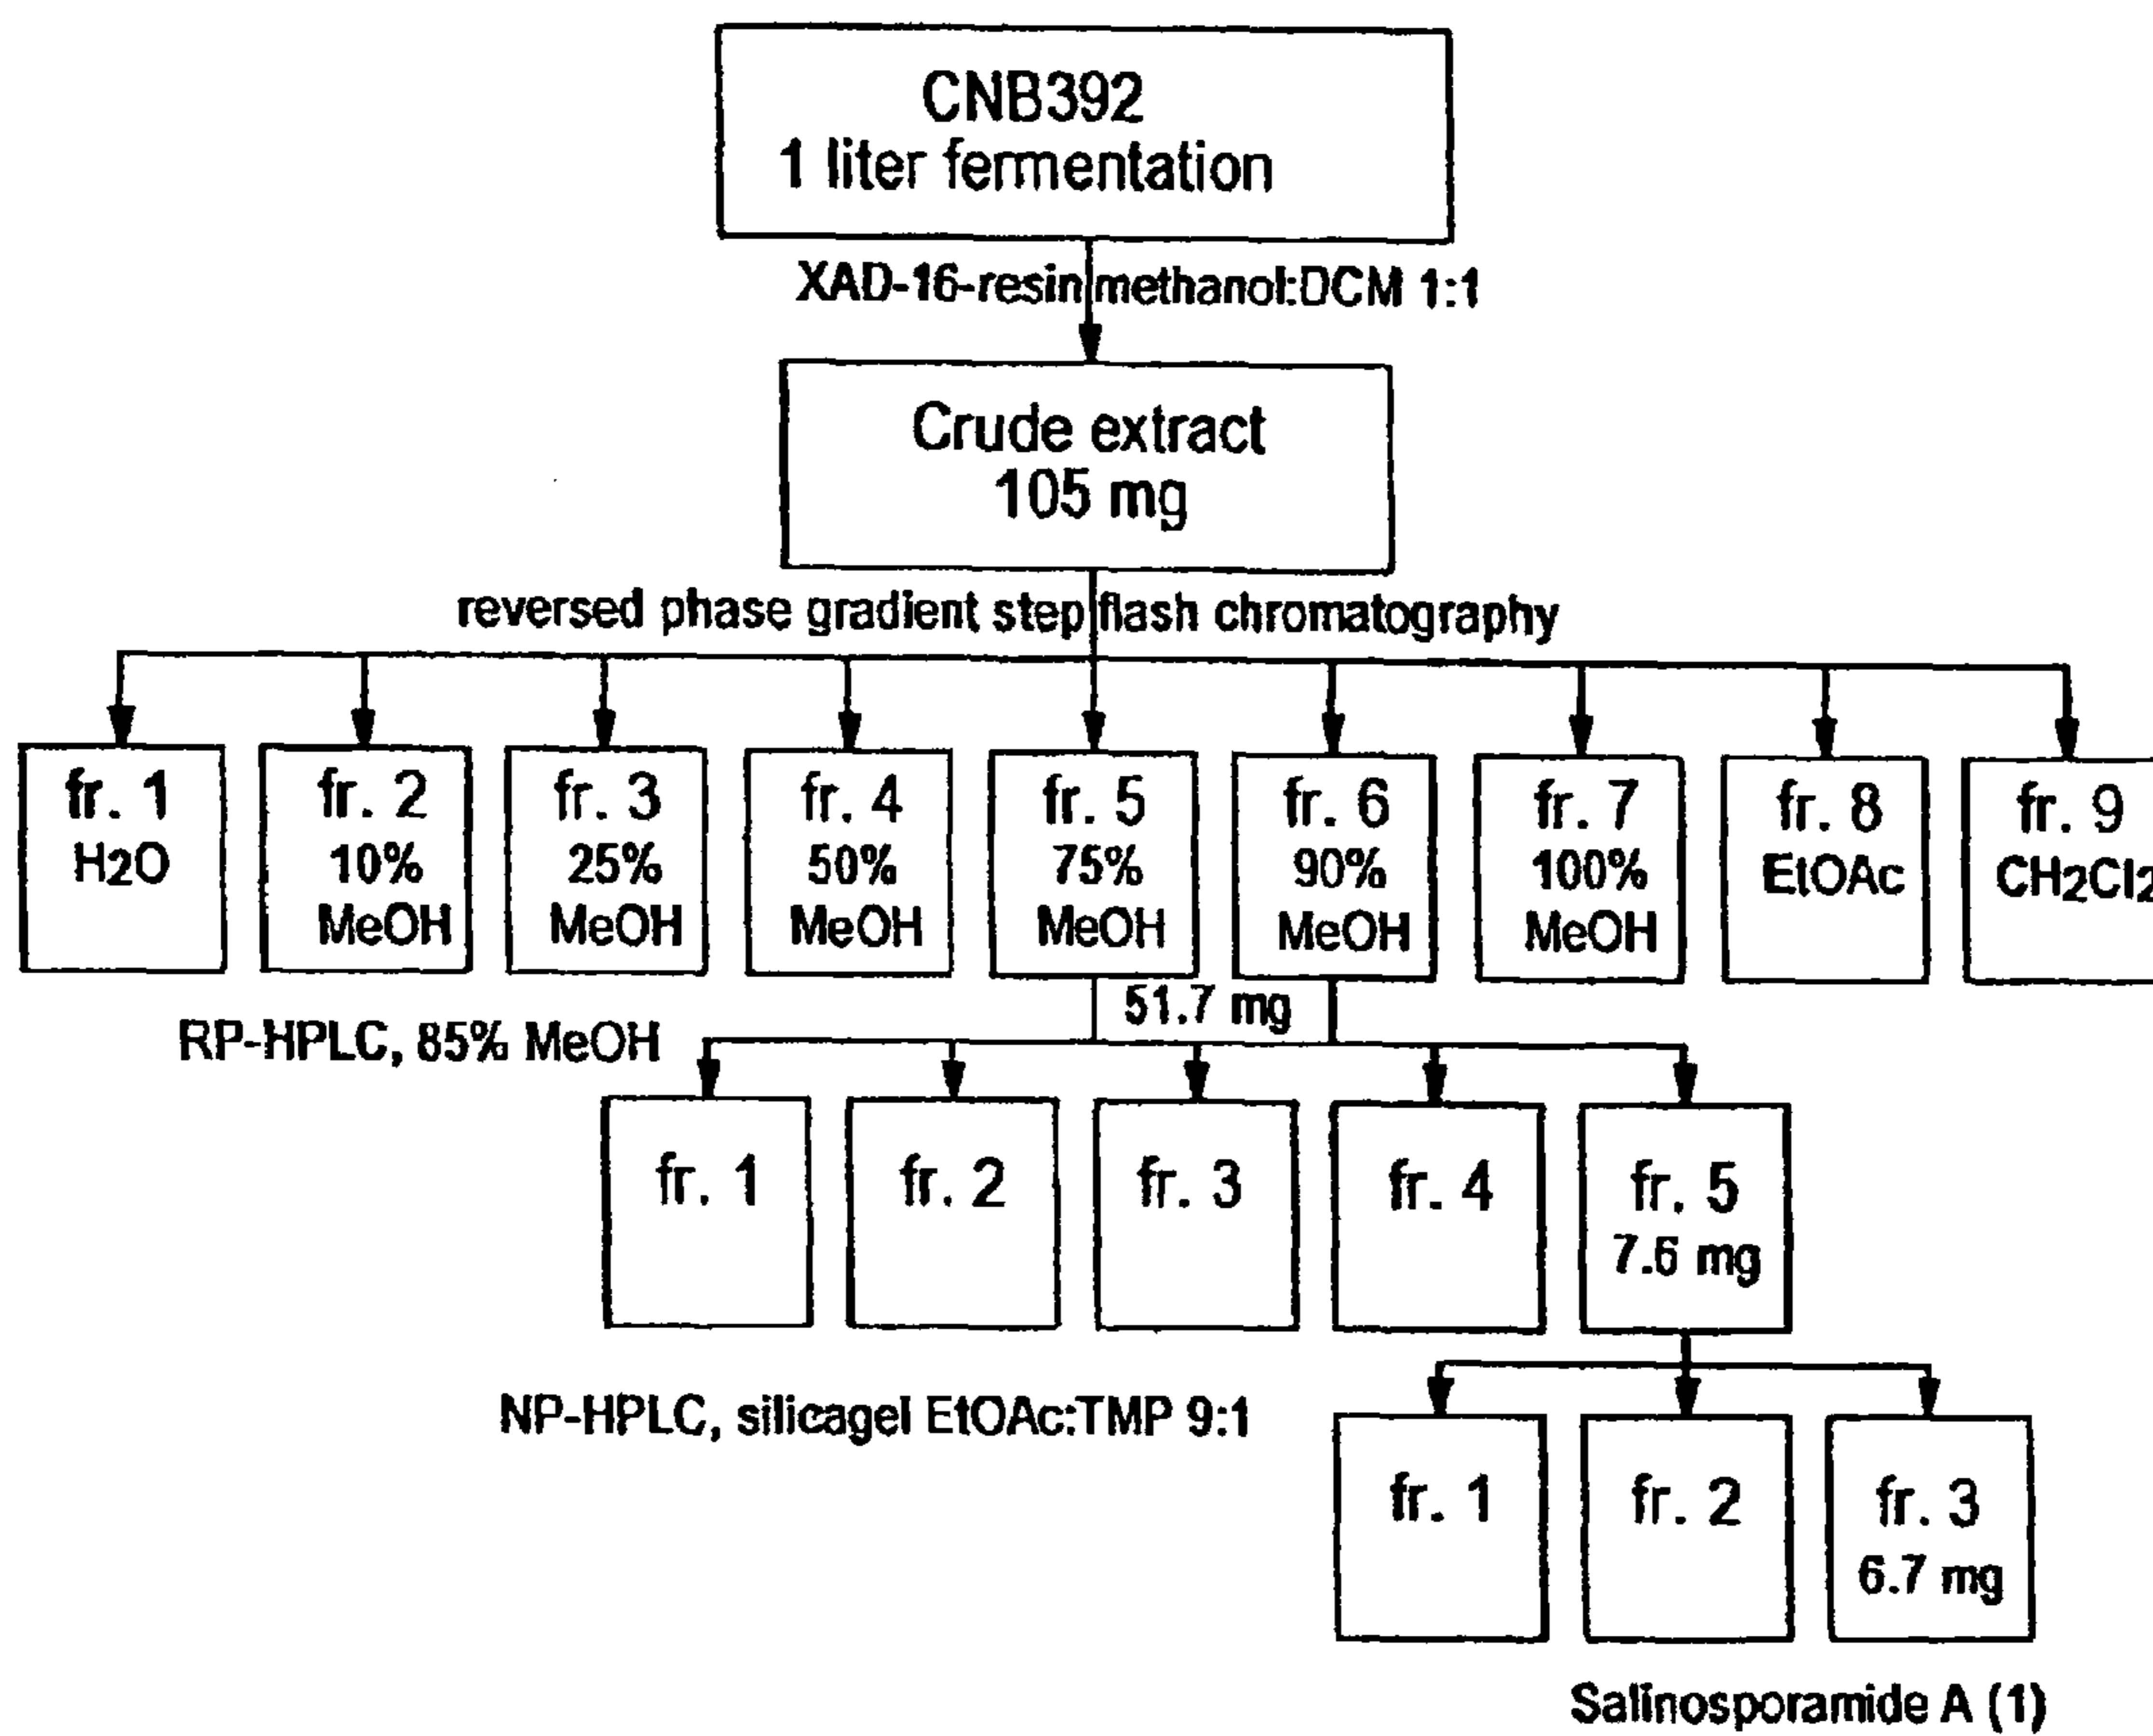 CNB392
1 liter fermentation
XAD-16-resin methanol:DCM 1:1
Crude extract
105 mg
reversed phase gradient step flash chromatography
fr. 1
H2O
fr. 2
10%
MeOH
fr. 3
25%
MeOH
fr. 4
50%
MeOH
fr. 5
75%
MeOH
fr. 6
90%
MeOH
fr. 7
100%
MeOH
fr. 8
EtOAc
fr. 9
CH2Cl2
51.7 mg
RP-HPLC, 85% MeOH
fr. 1
fr. 2
fr. 3
fr. 4
fr. 5
7.6 mg
NP-HPLC, silicagel EtOAc:TMP 9:1
fr. 1
fr. 2
fr. 3
6.7 mg
Salinosporamide A (1)